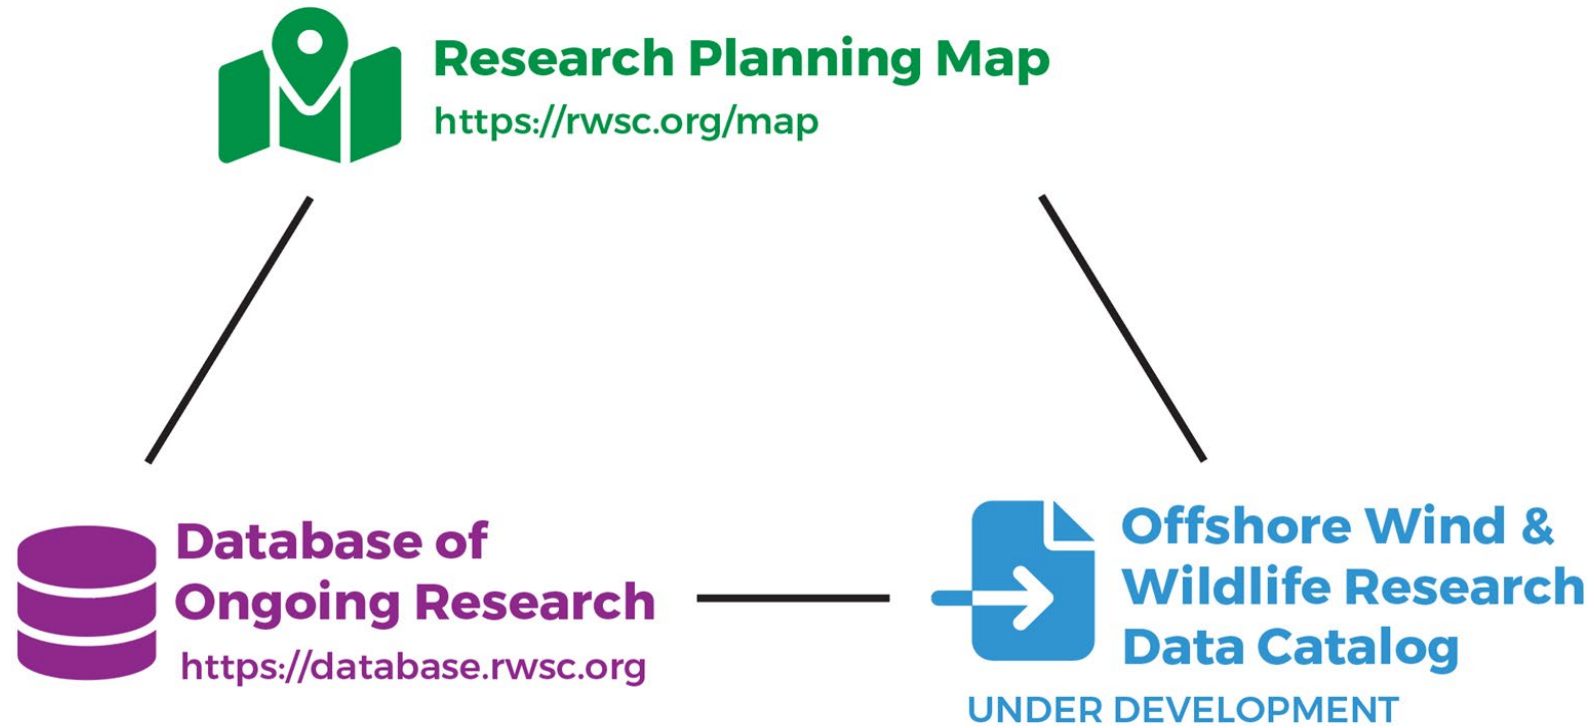 Research Planning Map
https://rwsc.org/map
Database of
Ongoing Research
https://database.rwsc.org
Offshore Wind &
Wildlife Research
Data Catalog
UNDER DEVELOPMENT